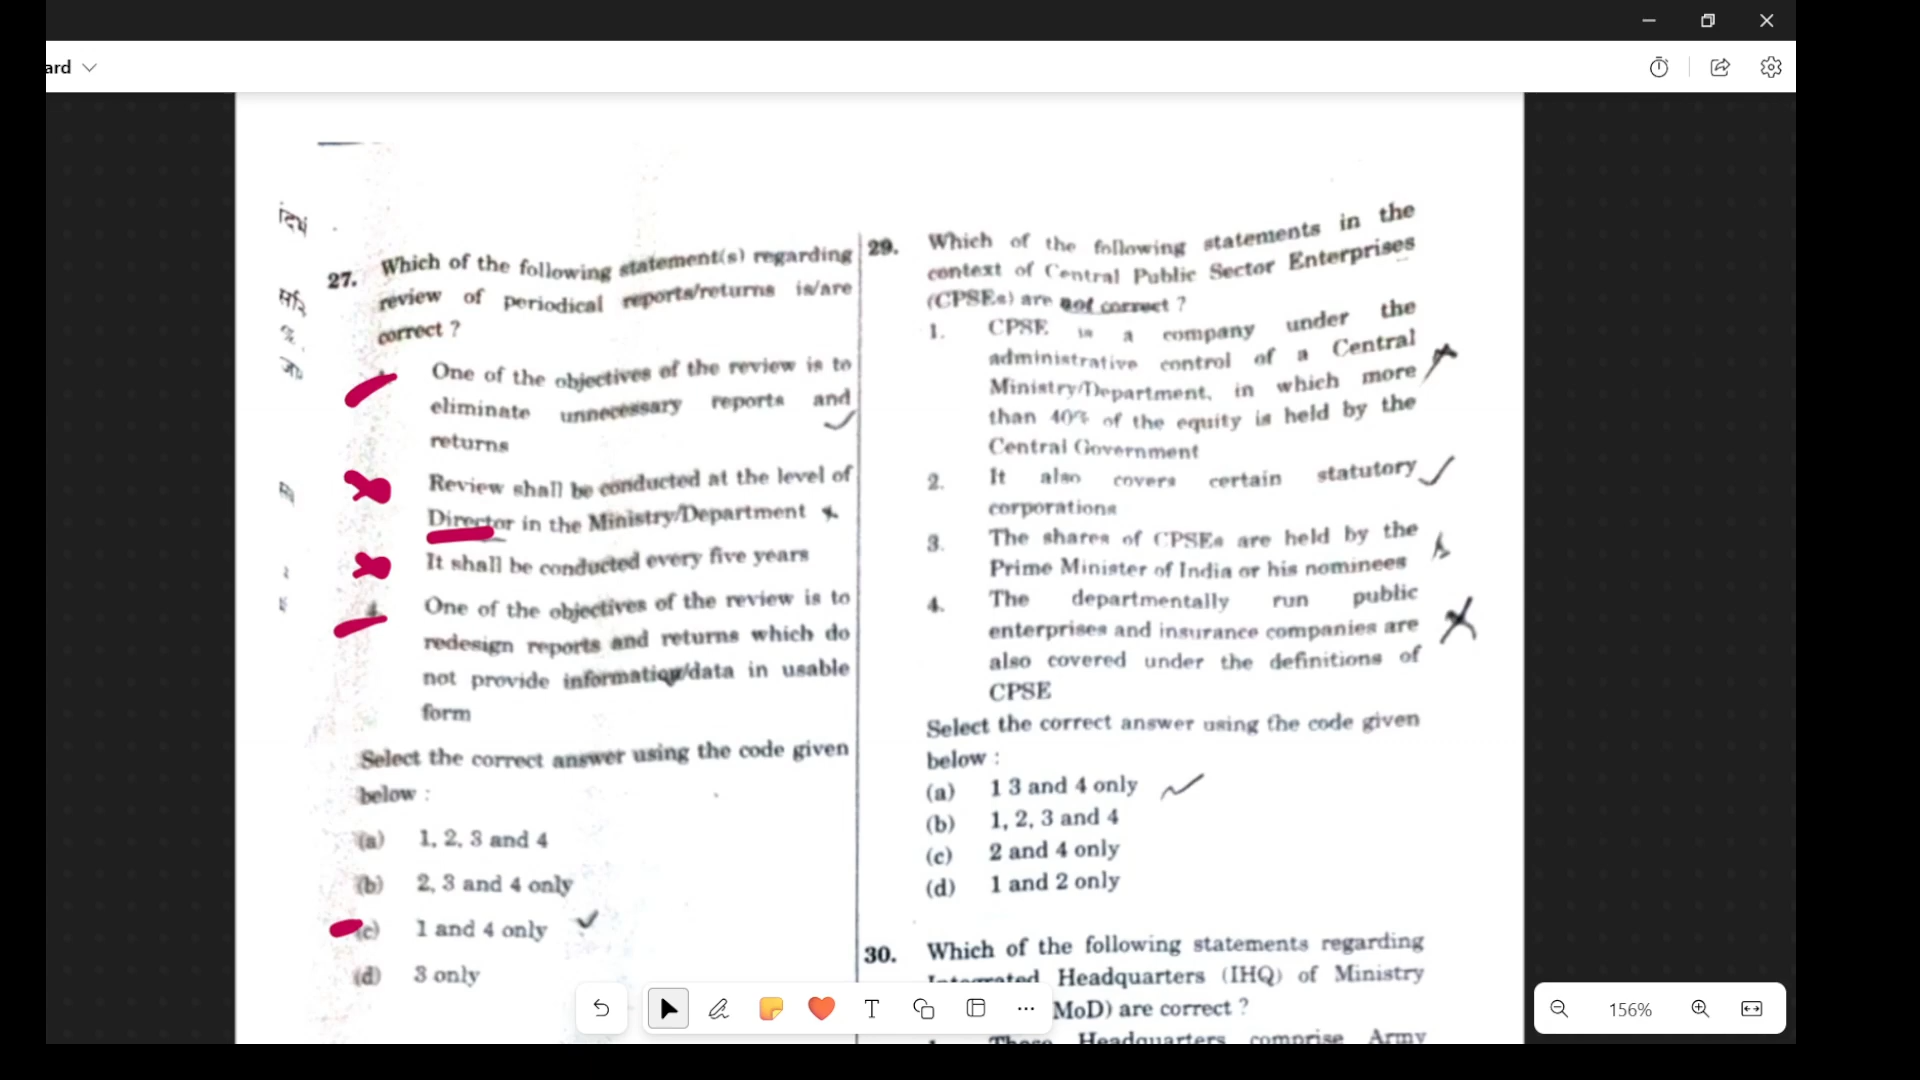 ard
27. Which of the following statement(s) regarding
review of periodical reports/returns is/are
correct ?
One of the objectives of the review is to
eliminate unnecessary reports and
returns
Review shall be conducted at the level of
Director in the Ministry/Department
It shall be conducted every five years
4. One of the objectives of the review is to
redesign reports and returns which do
not provide information/data in usable
form
Select the correct answer using the code given
below :
(a) 1, 2, 3 and 4
(b) 2, 3 and 4 only
(c) 1 and 4 only
(d) 3 only
29. Which of the following statements in the
context of Central Public Sector Enterprises
(CPSEs) are not correct ?
1. CPSE is a company under the
administrative control of a Central
Ministry/Department, in which more
than 40% of the equity is held by the
Central Government
2. It also covers certain statutory
corporations
3. The shares of CPSEs are held by the
Prime Minister of India or his nominees
4. The departmentally run public
enterprises and insurance companies are
also covered under the definitions of
CPSE
Select the correct answer using the code given
below :
(a) 1 3 and 4 only
(b) 1, 2, 3 and 4
(c) 2 and 4 only
(d) 1 and 2 only
30. Which of the following statements regarding
Integrated Headquarters (IHQ) of Ministry
MoD) are correct ?
These Headquarters comprise Army
156%